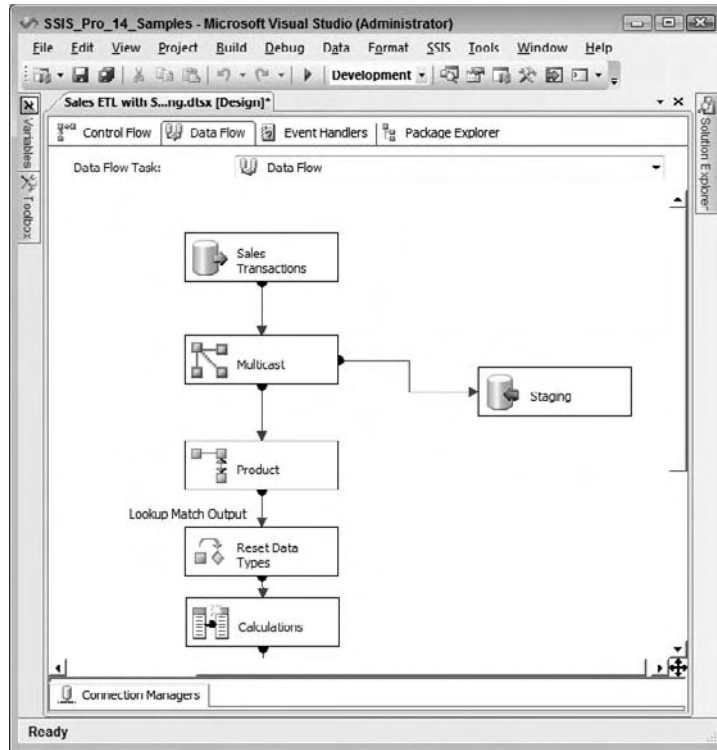 SSIS_Pro_14_Samples - Microsoft Visual Studio (Administrator)
File Edit View Project Build Debug Data Format SSIS Tools Window Help
Development
Variables
Toolbox
Sales ETL with S...ng.dtsx [Design]*
Solution Explorer
Control Flow Data Flow Event Handlers Package Explorer
Data Flow Task: Data Flow
Sales
Transactions
Multicast
Staging
Product
Lookup Match Output
Reset Data
Types
Calculations
Connection Managers
Ready